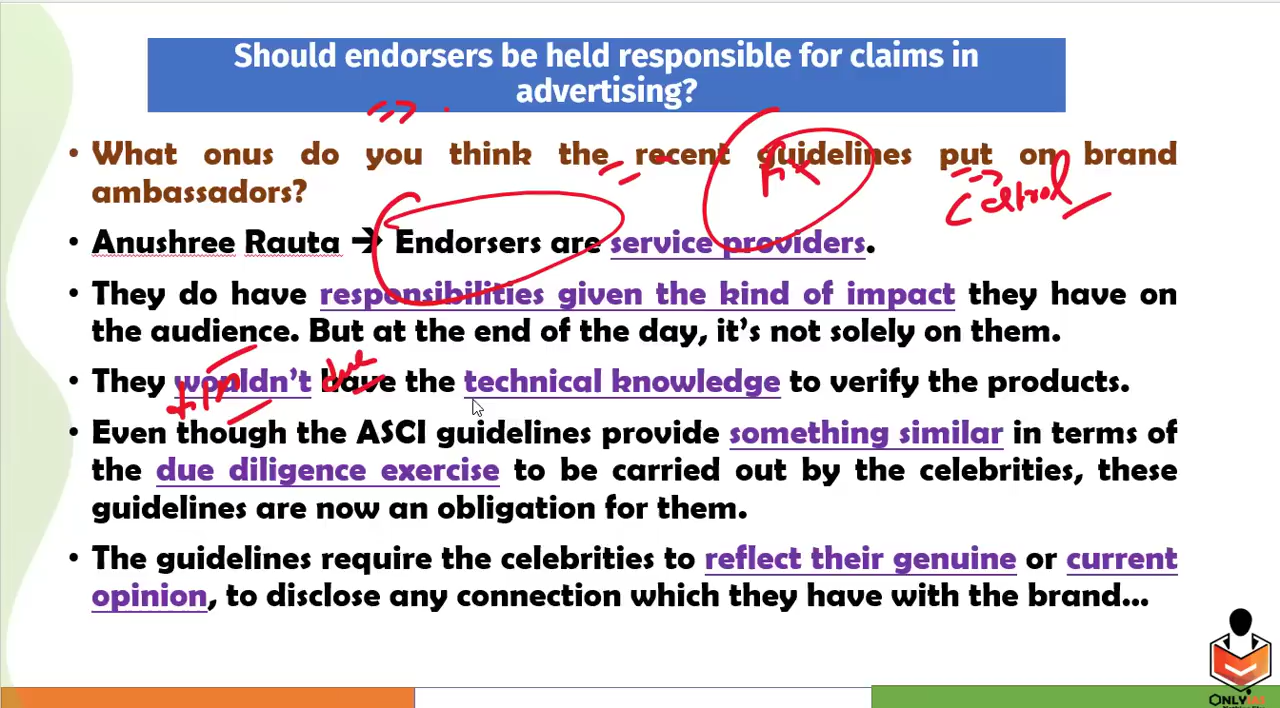 Should endorsers be held responsible for claims in
advertising?
• What onus do you think the recent guidelines put on brand
ambassadors?
• Anushree Rauta → Endorsers are service providers.
• They do have responsibilities given the kind of impact they have on
the audience. But at the end of the day, it’s not solely on them.
• They wouldn’t have the technical knowledge to verify the products.
• Even though the ASCI guidelines provide something similar in terms of
the due diligence exercise to be carried out by the celebrities, these
guidelines are now an obligation for them.
• The guidelines require the celebrities to reflect their genuine or current
opinion, to disclose any connection which they have with the brand...
due
ONLYIAS